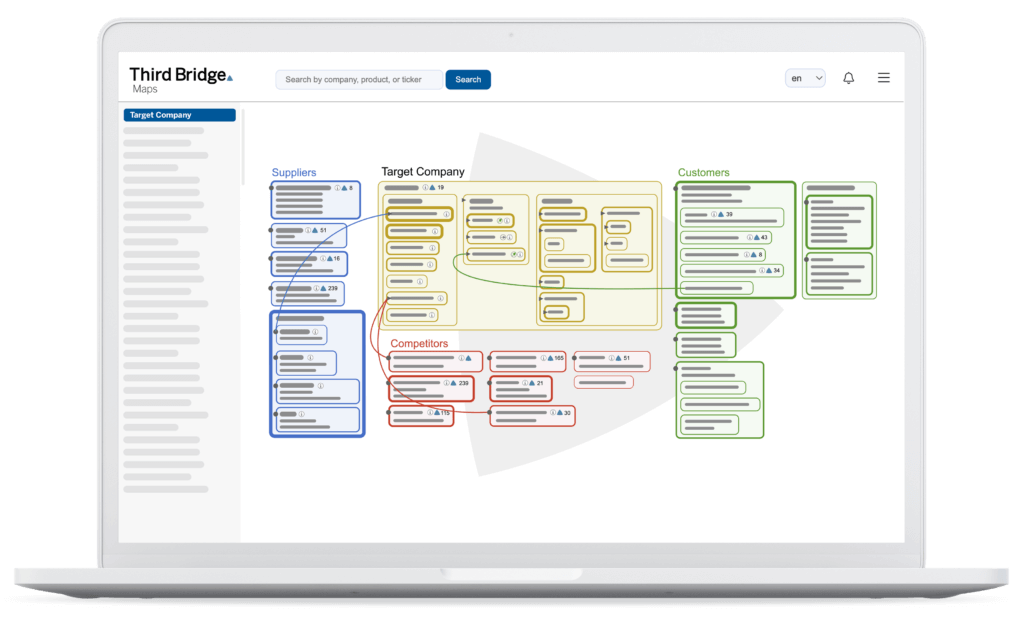 Third Bridge
Maps
Search by company, product, or ticker
Search
en
Target Company
Suppliers
8
51
16
239
Target Company
19
Customers
39
43
8
34
Competitors
165
51
239
21
115
30